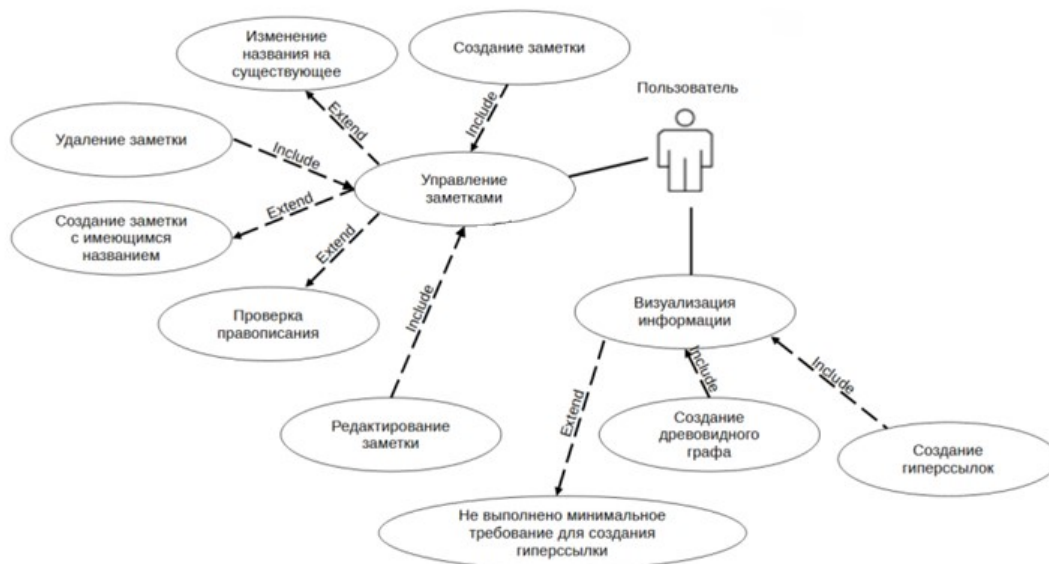 Изменение
названия на
существующее
Создание заметки
Пользователь
Extend
Include
Удаление заметки
Include
Управление
заметками
Extend
Создание заметки
с имеющимся
названием
Extend
Проверка
правописания
Include
Визуализация
информации
Include
Include
Extend
Редактирование
заметки
Создание
древовидного
графа
Создание
гиперссылок
Не выполнено минимальное
требование для создания
гиперссылки